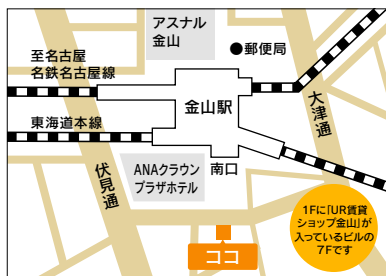 アスナル
金山
●郵便局
至名古屋
名鉄名古屋線
金山駅
大津通
東海道本線
伏見通
ANAクラウン
プラザホテル
南口
ココ
1Fに「UR賃貸
ショップ金山」が
入っているビルの
7Fです